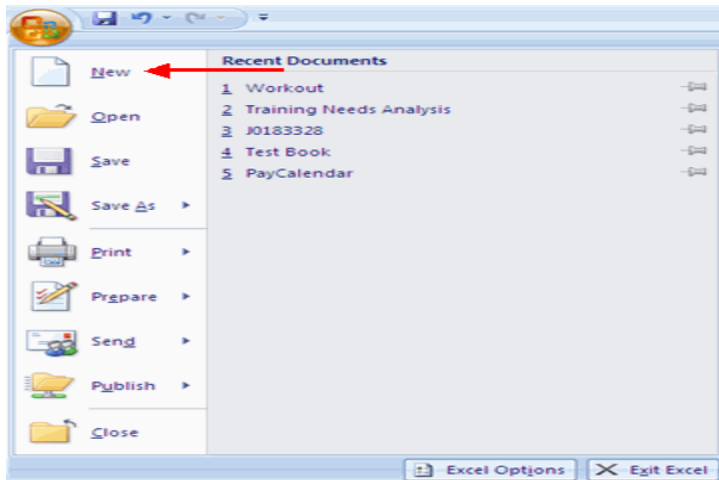 New
Open
Save
Save As
Print
Prepare
Send
Publish
Close
Recent Documents
1 Workout
2 Training Needs Analysis
3 J0183328
4 Test Book
5 PayCalendar
Excel Options
Exit Excel